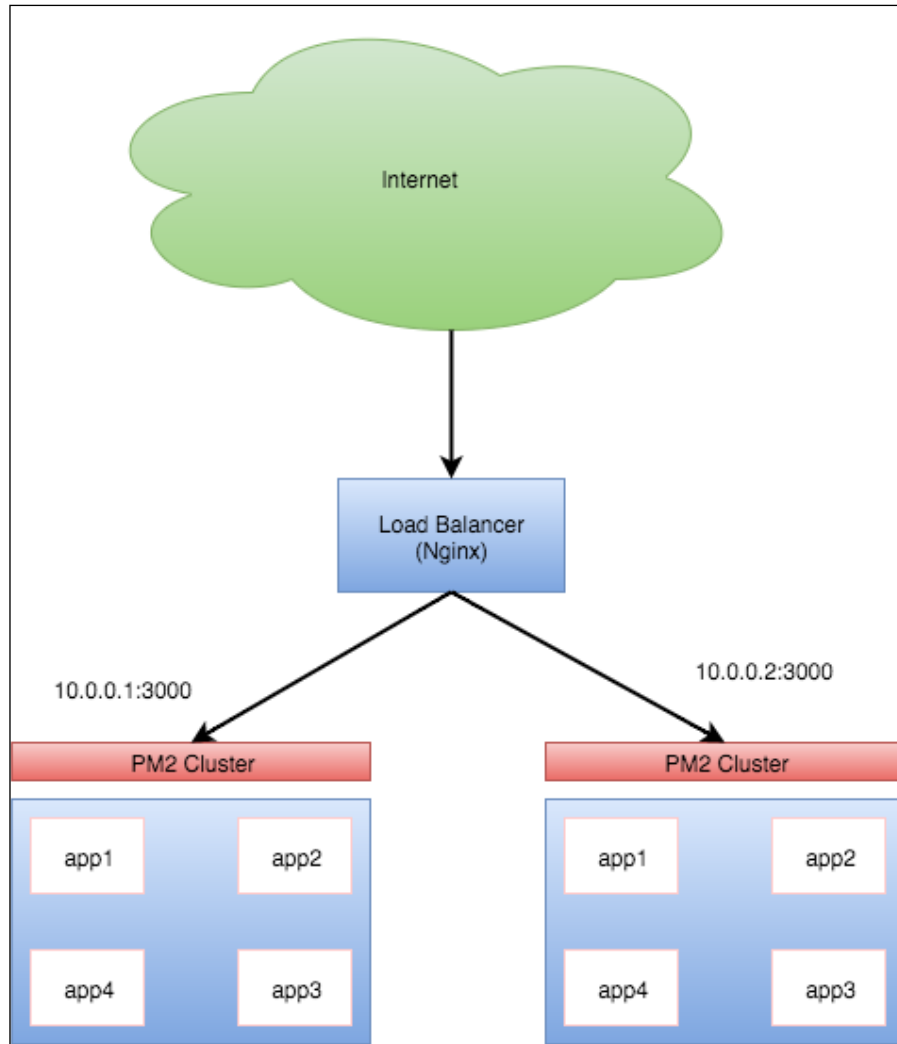 Internet
Load Balancer
(Nginx)
10.0.0.1:3000
10.0.0.2:3000
PM2 Cluster
PM2 Cluster
app1
app2
app1
app2
app4
app3
app4
app3